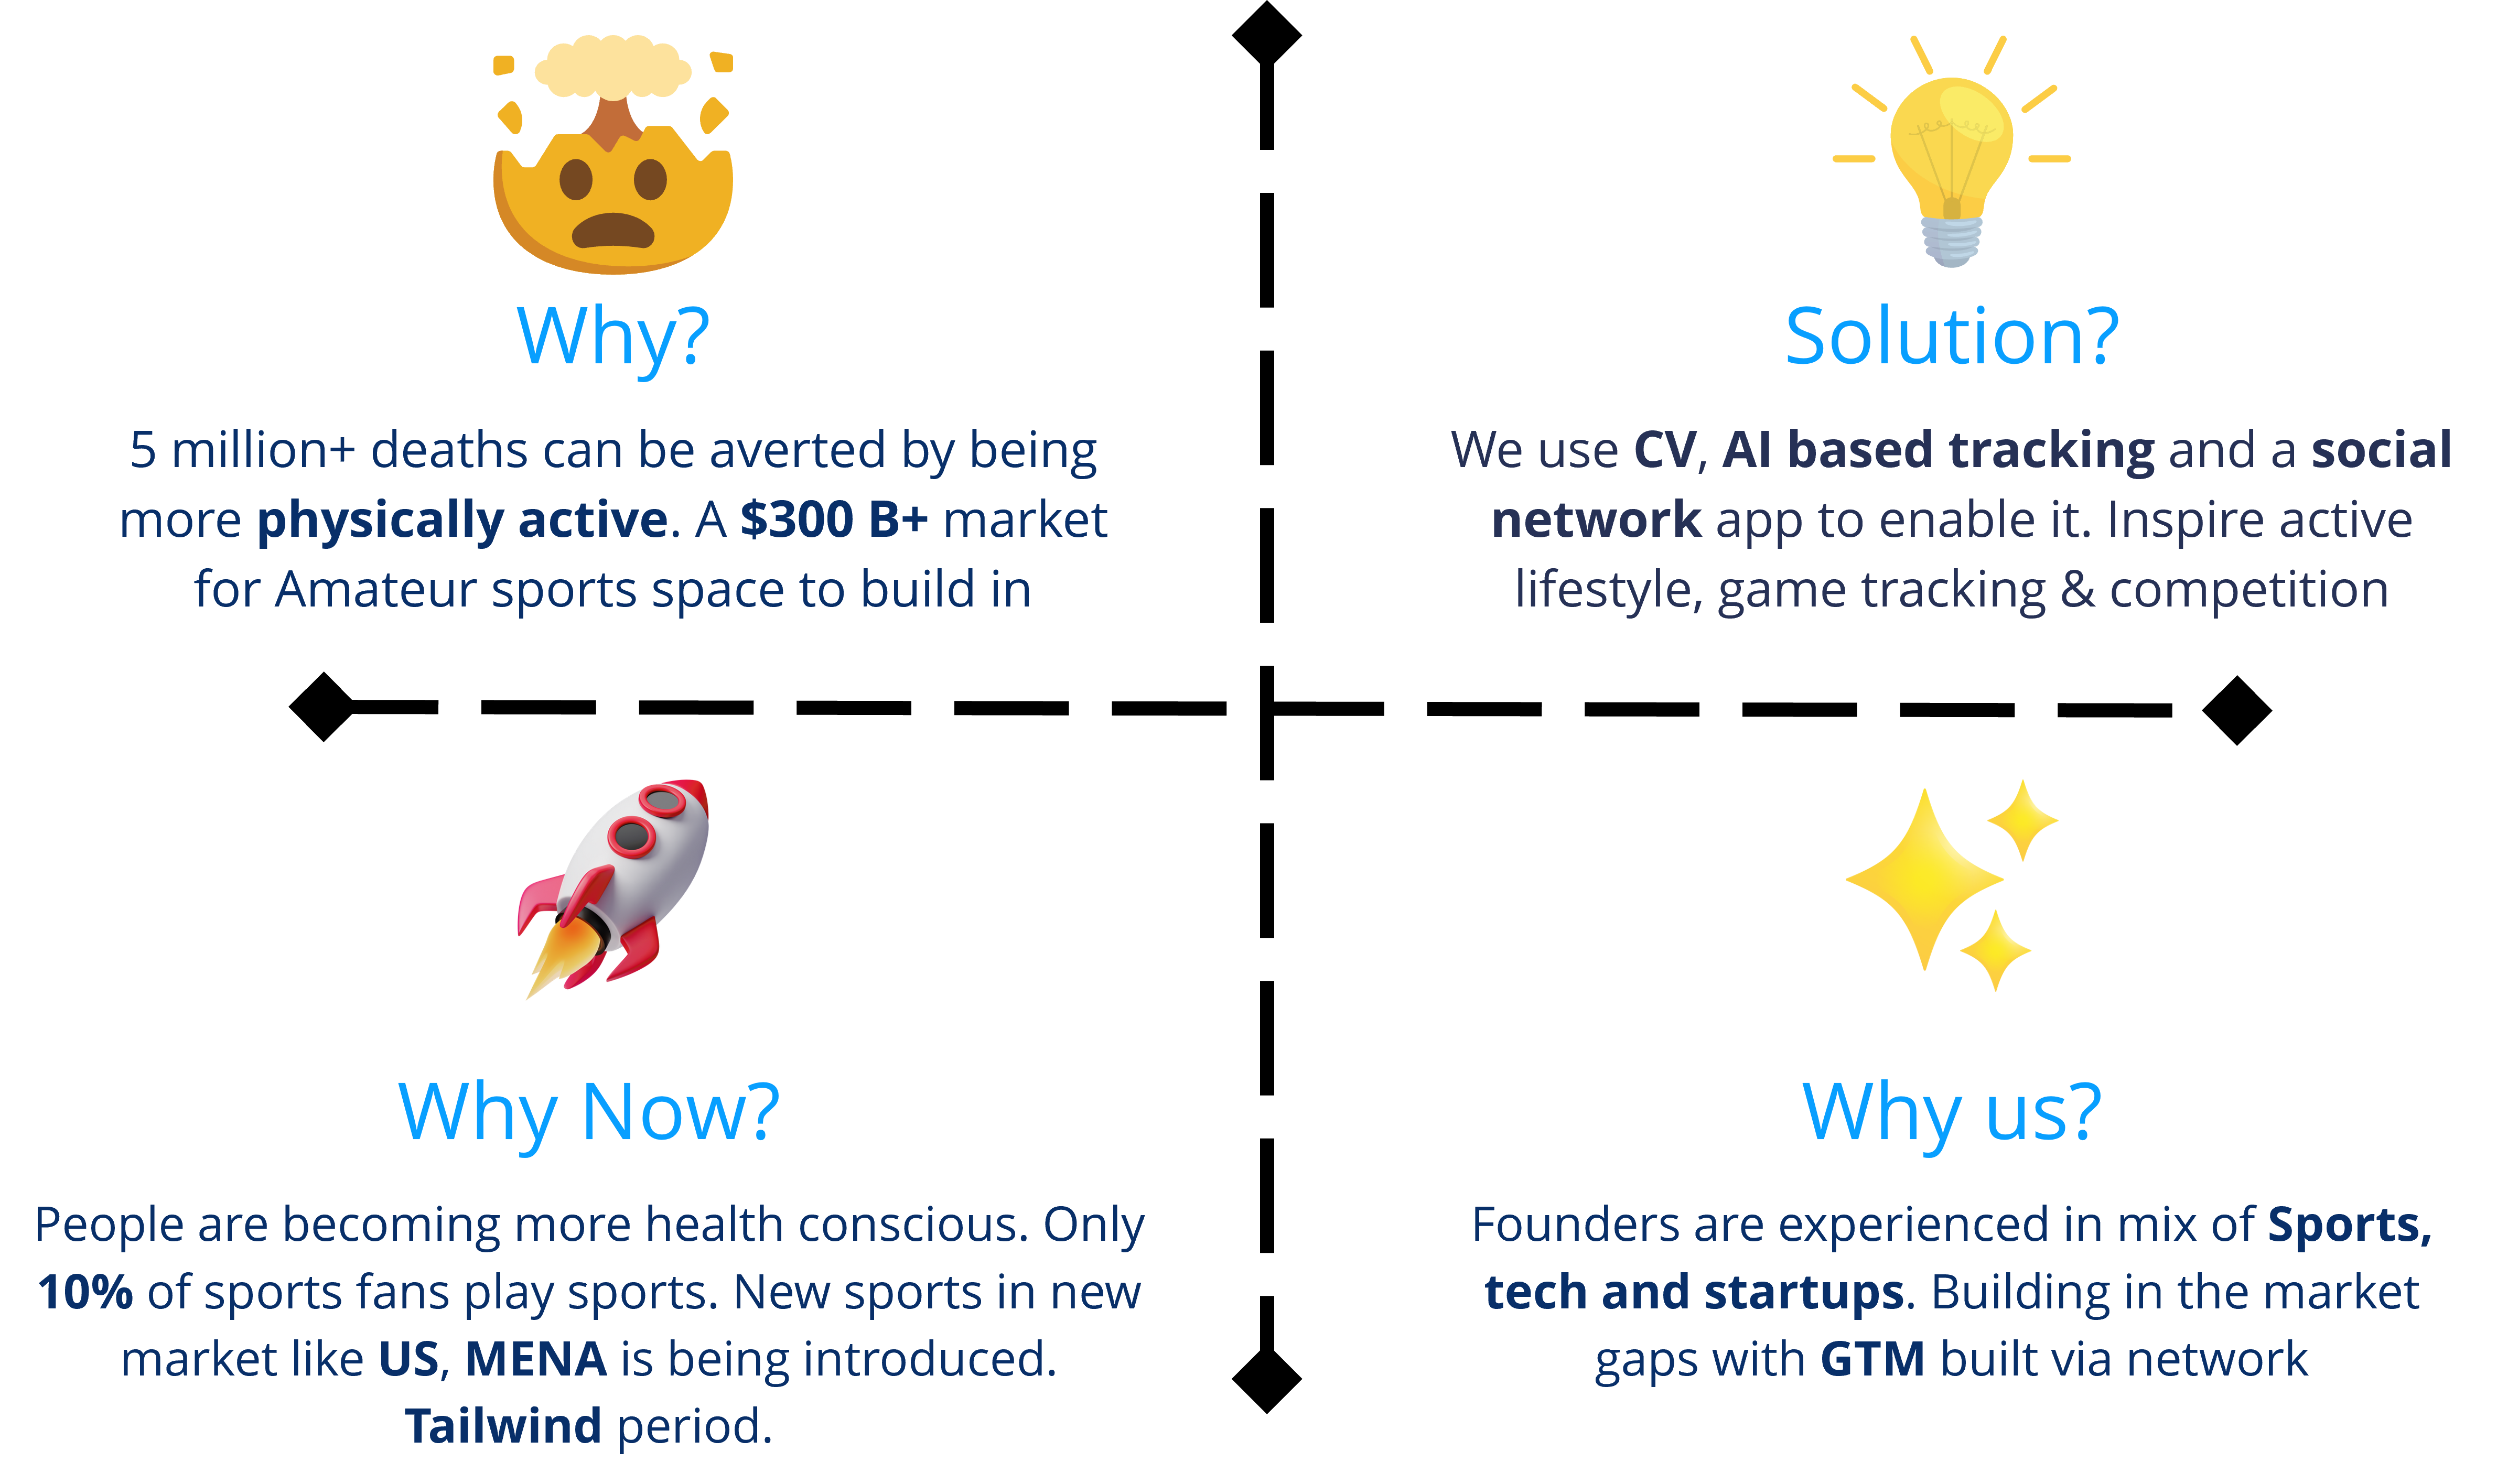 Why?
5 million+ deaths can be averted by being
more physically active. A $300 B+ market
for Amateur sports space to build in
Solution?
We use CV, AI based tracking and a social
network app to enable it. Inspire active
lifestyle, game tracking & competition
Why Now?
People are becoming more health conscious. Only
10% of sports fans play sports. New sports in new
market like US, MENA is being introduced.
Tailwind period.
Why us?
Founders are experienced in mix of Sports,
tech and startups. Building in the market
gaps with GTM built via network